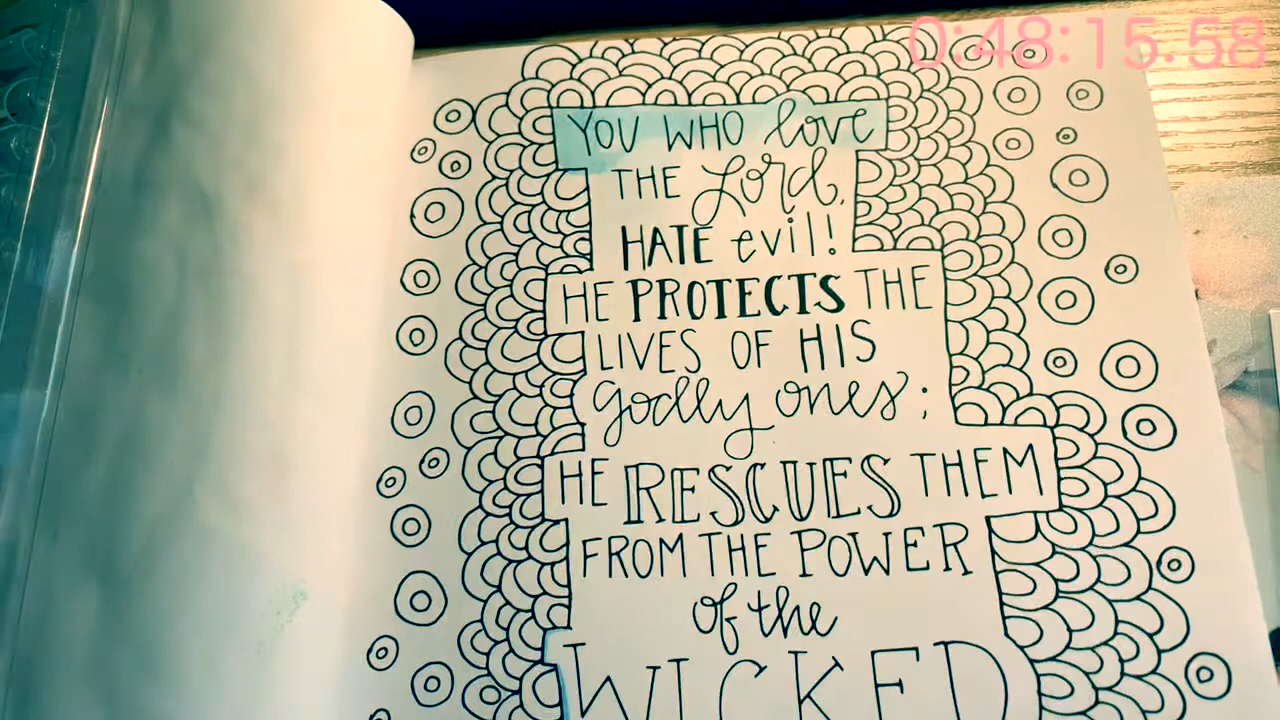 0:48:15.58
YOU WHO love
THE Lord,
HATE evil!
HE PROTECTS THE
LIVES OF HIS
godly ones;
HE RESCUES THEM
FROM THE POWER
of the
WICKED